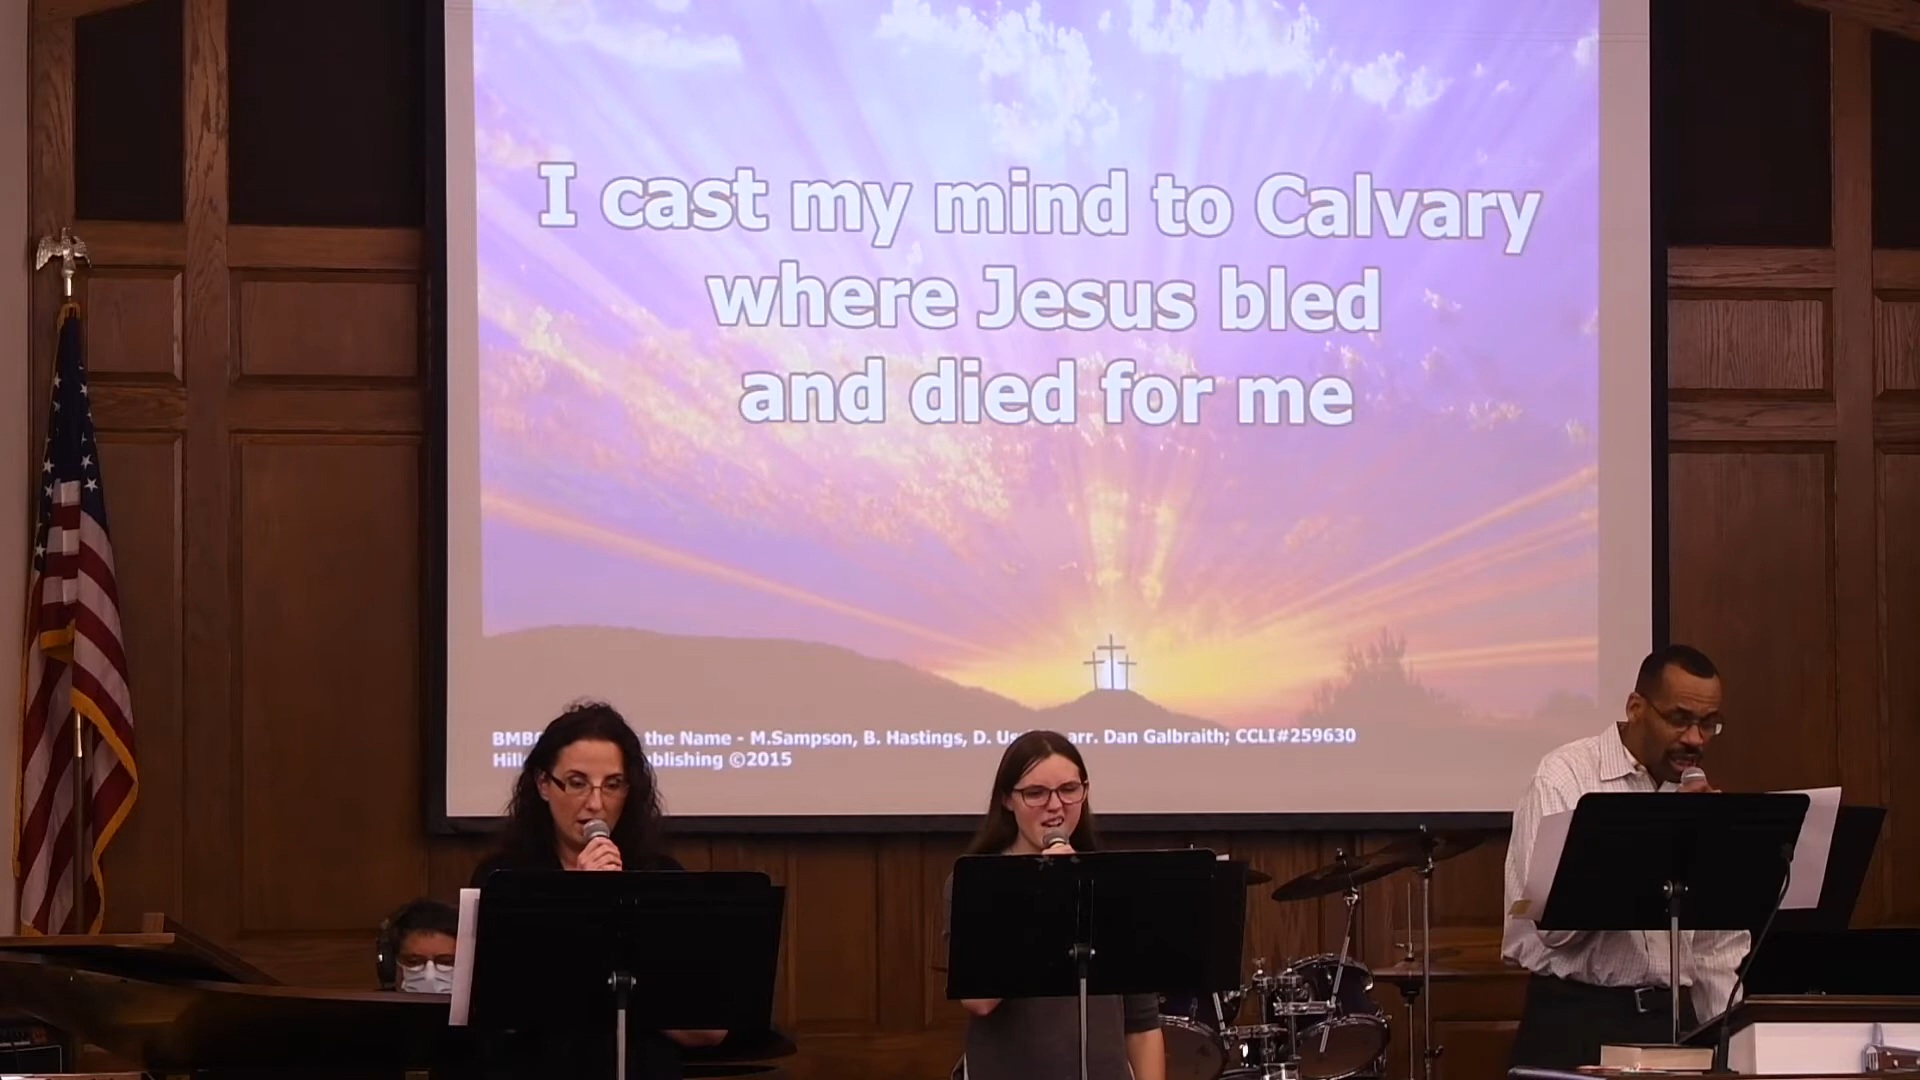 I cast my mind to Calvary
where Jesus bled
and died for me
the Name - M.Sampson, B. Hastings, D. arr. Dan Galbraith; CCLI#259630
©2015